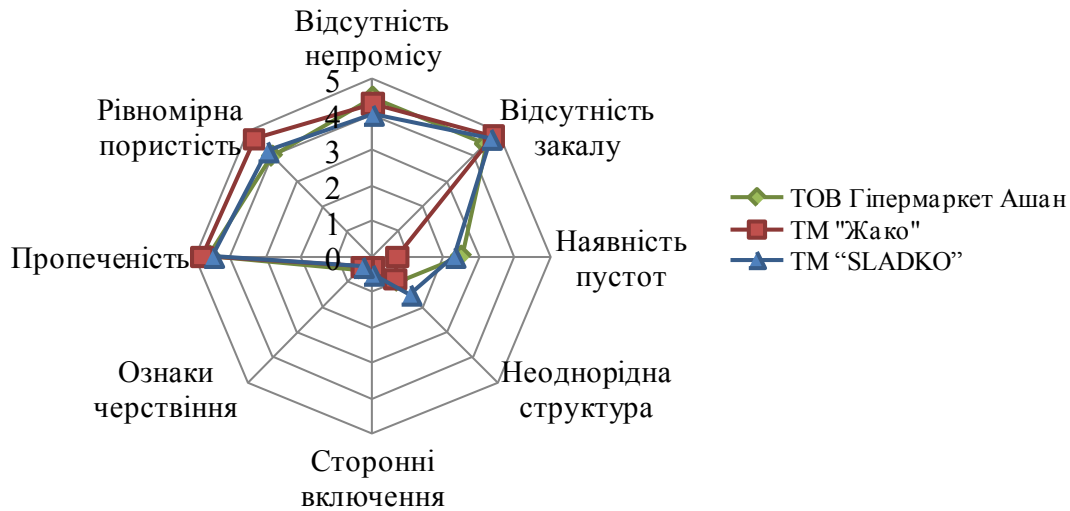 Відсутність
непромісу
Рівномірна
пористість
Відсутність
закалу
5
4
3
2
1
0
Пропеченість
Наявність
пустот
Ознаки
черствіння
Неоднорідна
структура
Сторонні
включення
ТОВ Гіпермаркет Ашан
ТМ "Жако"
ТМ “SLADKO”